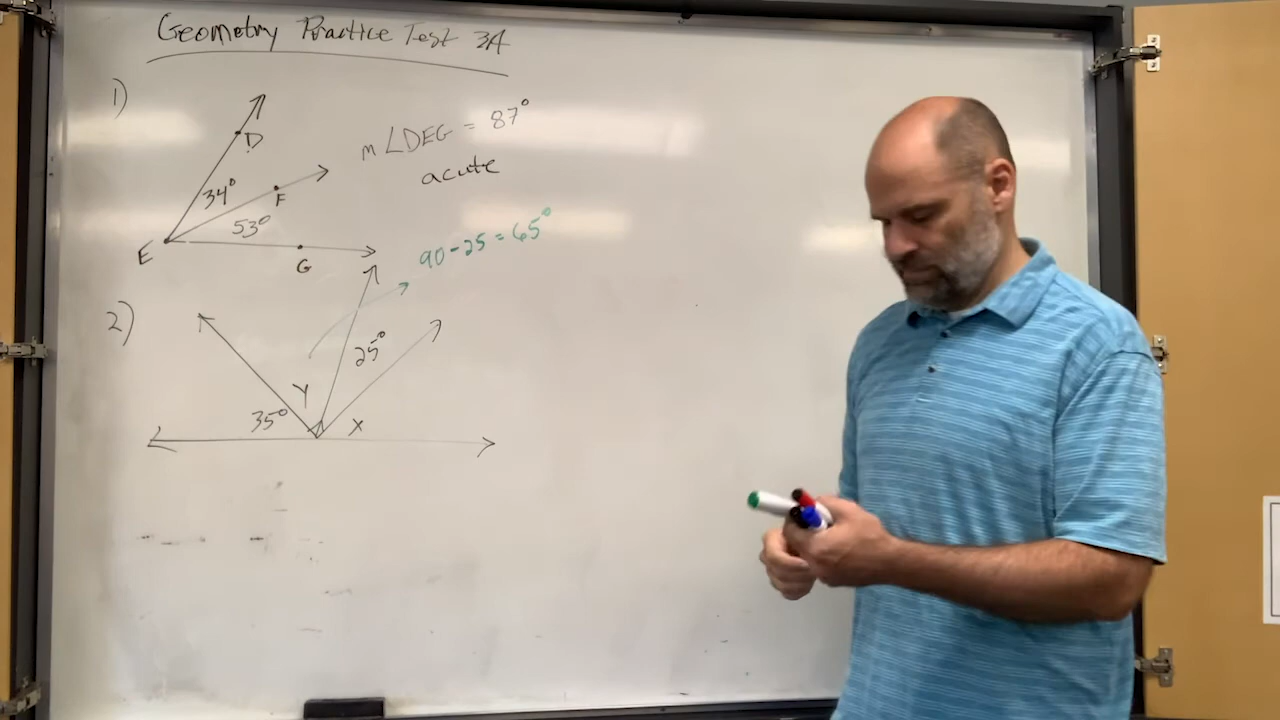 Geometry Practice Test 3A
1)
D
34°
F
53°
E
G
m∠DEG = 87°
acute
90-25 = 65°
2)
25°
Y
35°
X